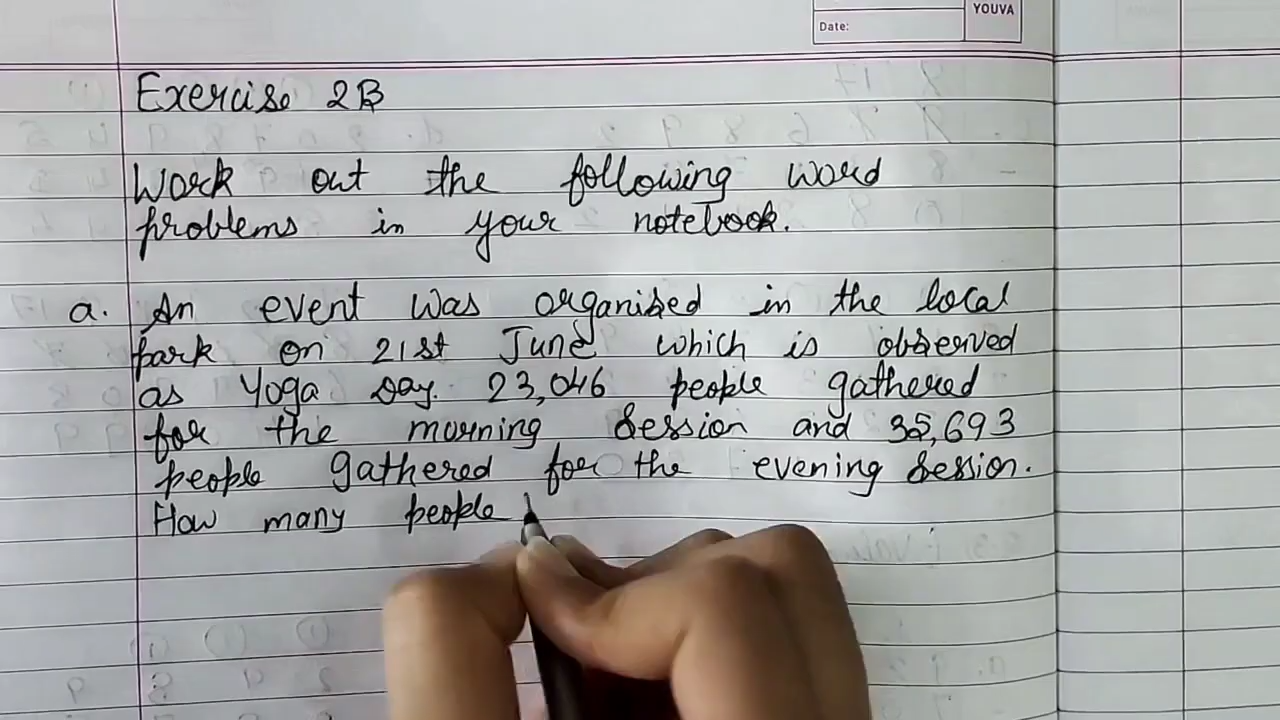 YOUVA
Date:
Exercise 2B
Work out the following word
problems in your notebook.
a. An event was organised in the local
park on 21st June which is observed
as Yoga Day. 23,046 people gathered
for the morning session and 35,693
people gathered for the evening session.
How many people